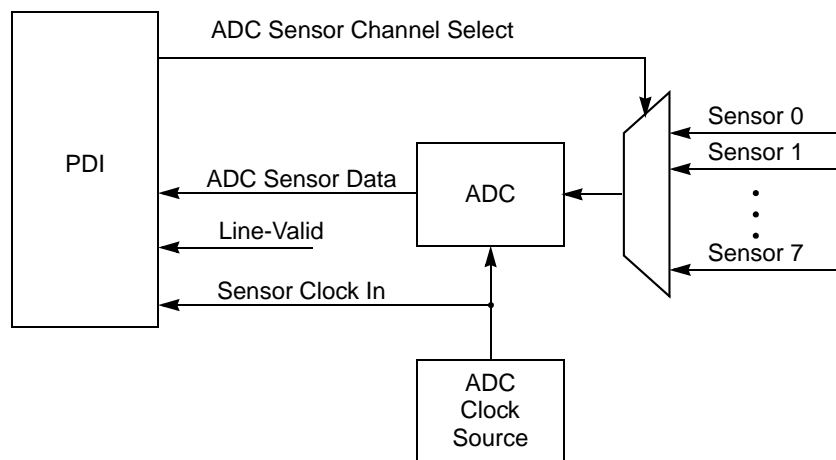 ADC Sensor Channel Select
Sensor 0
Sensor 1
PDI
ADC Sensor Data
ADC
Line-Valid
Sensor 7
Sensor Clock In
ADC
Clock
Source